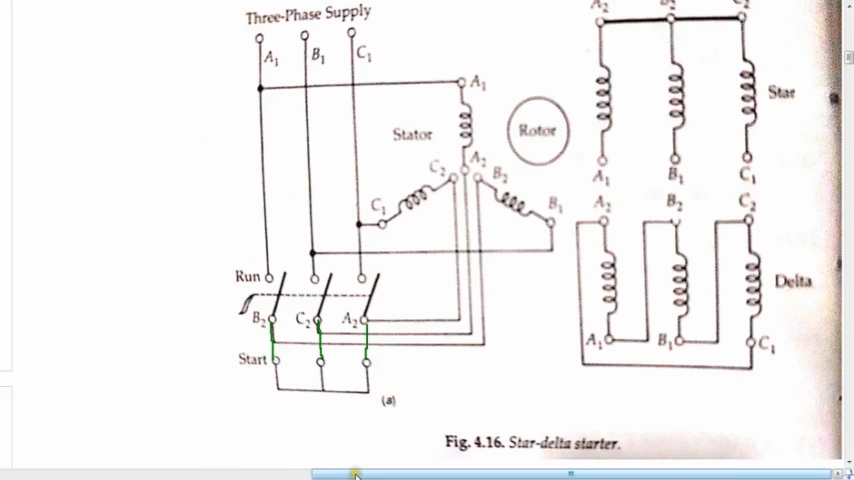 Three-Phase Supply
A₁ B₁ C₁
A₁
Stator
Rotor
A₂
C₂ B₂
C₁ B₁
Run
B₂ C₂ A₂
Start
(a)
A₂ B₂ C₂
Star
A₁ B₁ C₁
A₂ B₂ C₂
Delta
A₁ B₁ C₁
Fig. 4.16. Star-delta starter.